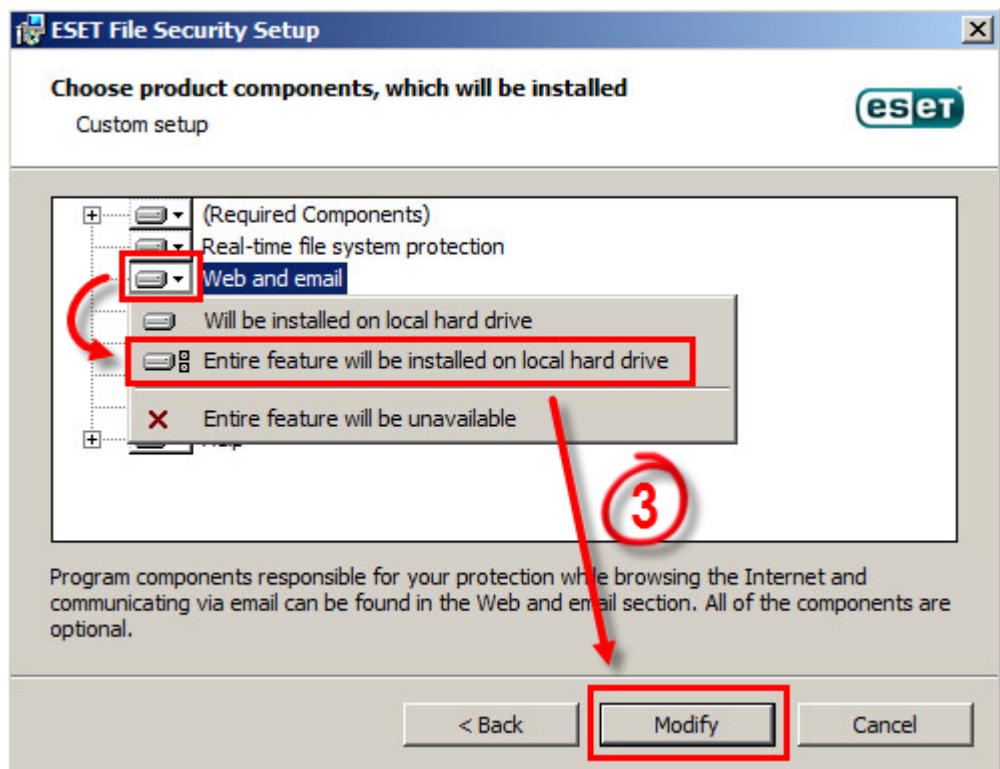 ESET File Security Setup
Choose product components, which will be installed
Custom setup
eset
(Required Components)
Real-time file system protection
Web and email
Will be installed on local hard drive
Entire feature will be installed on local hard drive
Entire feature will be unavailable
3
Program components responsible for your protection while browsing the Internet and
communicating via email can be found in the Web and email section. All of the components are
optional.
< Back
Modify
Cancel